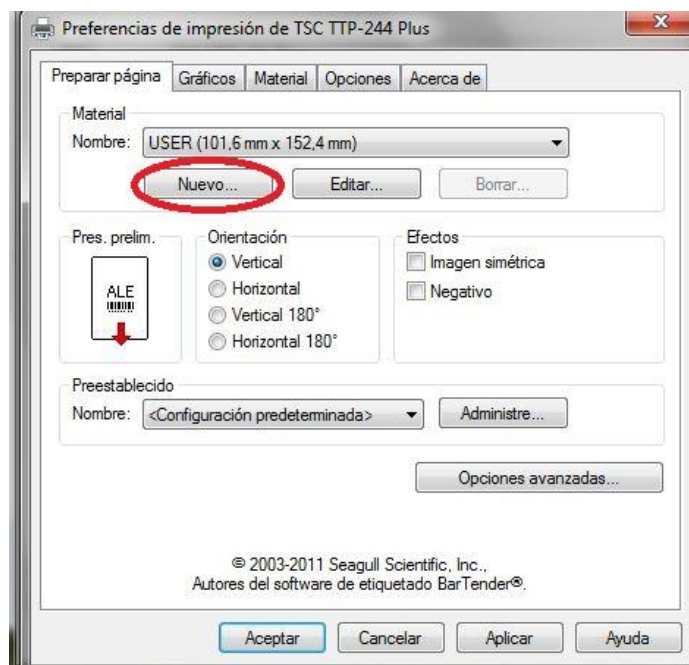 Preferencias de impresión de TSC TTP-244 Plus
Preparar página Gráficos Material Opciones Acerca de
Material
Nombre: USER (101,6 mm x 152,4 mm)
Nuevo... Editar... Borrar...
Pres. prelim.
ALE
Orientación
Vertical
Horizontal
Vertical 180°
Horizontal 180°
Efectos
Imagen simétrica
Negativo
Preestablecido
Nombre: <Configuración predeterminada> Administre...
Opciones avanzadas...
© 2003-2011 Seagull Scientific, Inc.,
Autores del software de etiquetado BarTender®.
Aceptar Cancelar Aplicar Ayuda